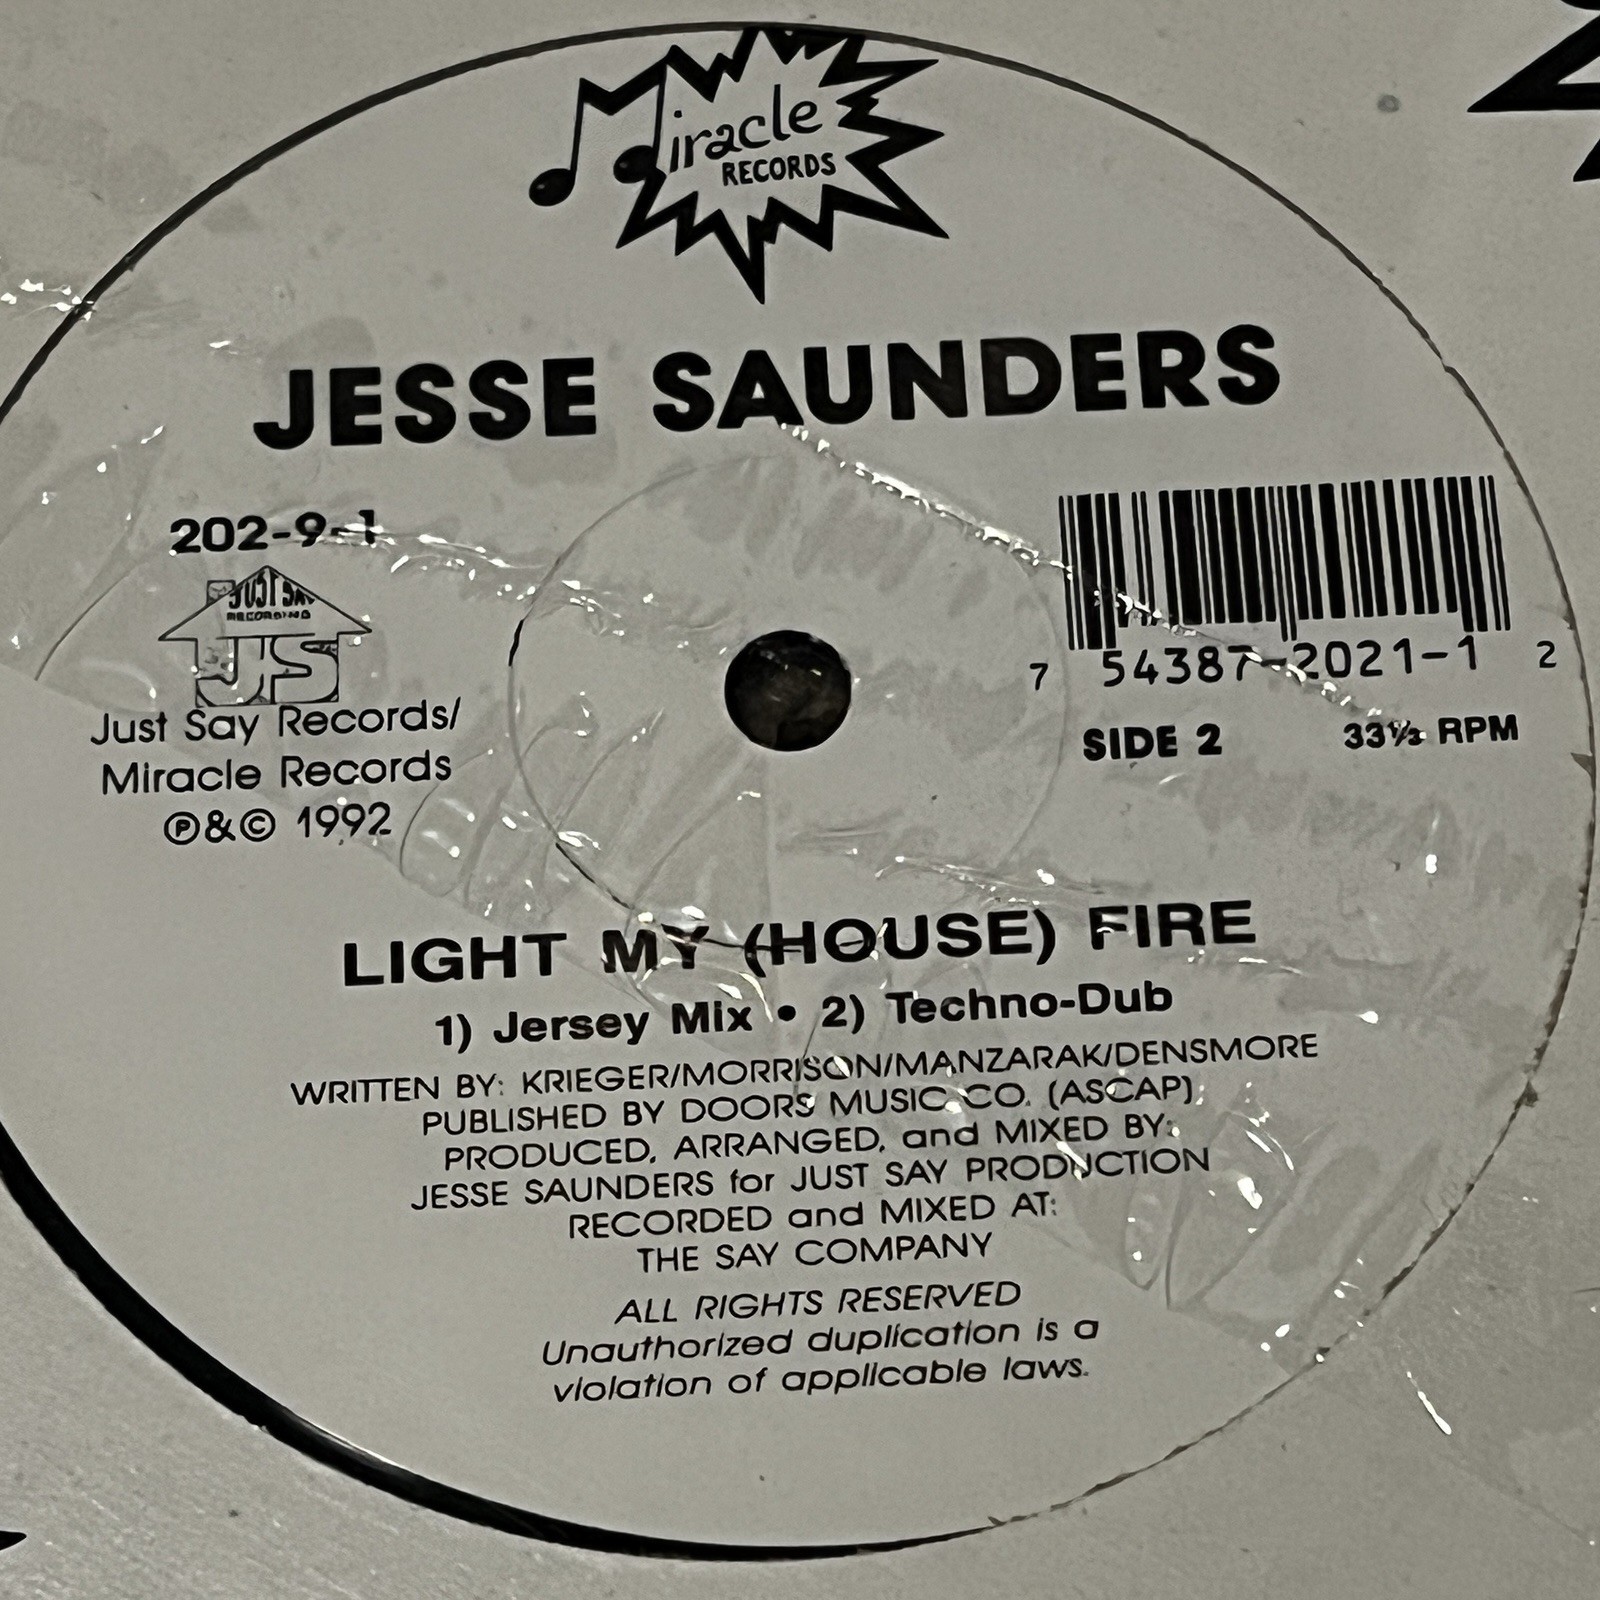 Miracle
RECORDS
JESSE SAUNDERS
202-9-1
JUST SAY
RECORDING
JS
Just Say Records/
Miracle Records
℗&© 1992
7 54387-2021-1 2
SIDE 2 33⅓ RPM
LIGHT MY (HOUSE) FIRE
1) Jersey Mix • 2) Techno-Dub
WRITTEN BY: KRIEGER/MORRISON/MANZARAK/DENSMORE
PUBLISHED BY DOORS MUSIC CO. (ASCAP);
PRODUCED, ARRANGED, and MIXED BY:
JESSE SAUNDERS for JUST SAY PRODUCTION
RECORDED and MIXED AT:
THE SAY COMPANY
ALL RIGHTS RESERVED
Unauthorized duplication is a
violation of applicable laws.